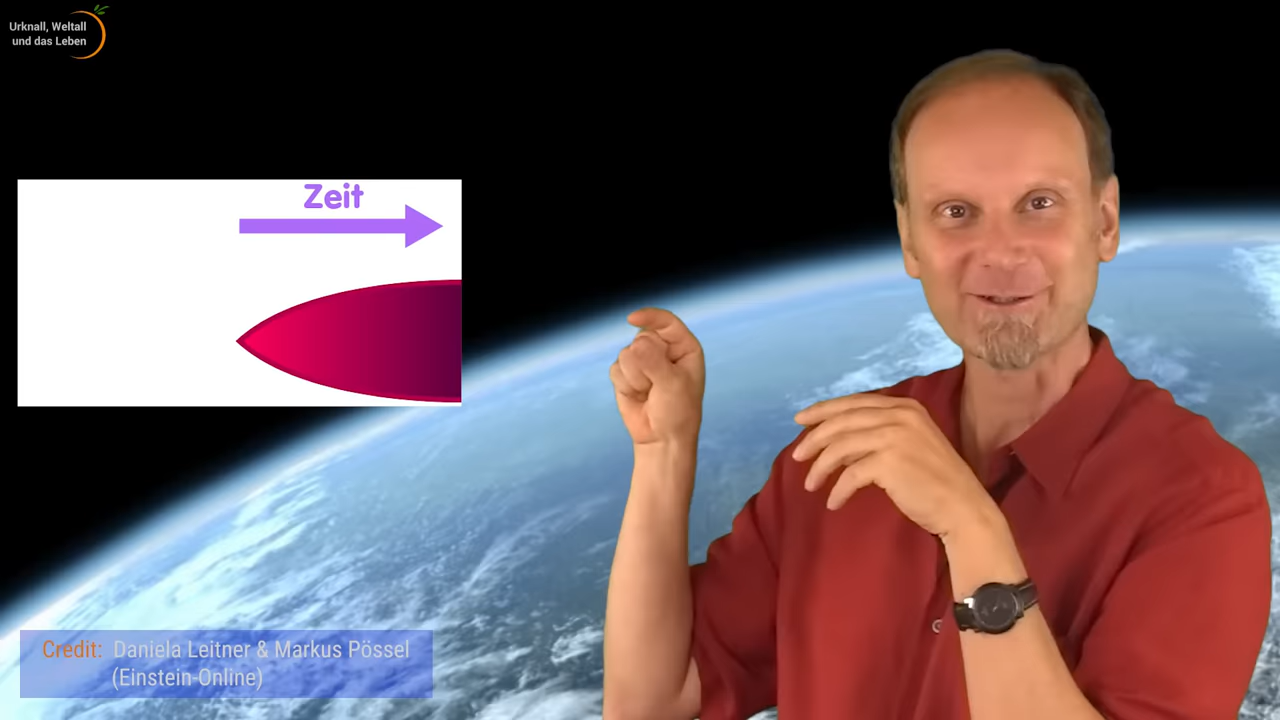 Urknall, Weltall
und das Leben
Zeit
Credit: Daniela Leitner & Markus Pössel
(Einstein-Online)